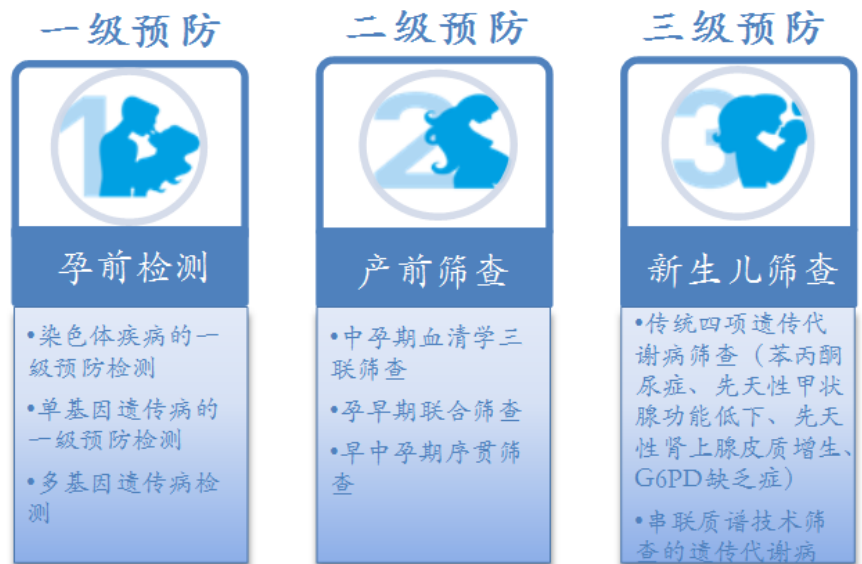 一级预防
1
孕前检测
•染色体疾病的一
级预防检测
•单基因遗传病的
一级预防检测
•多基因遗传病检
测
二级预防
2
产前筛查
•中孕期血清学三
联筛查
•孕早期联合筛查
•早中孕期序贯筛
查
三级预防
3
新生儿筛查
•传统四项遗传代
谢病筛查（苯丙酮
尿症、先天性甲状
腺功能低下、先天
性肾上腺皮质增生、
G6PD缺乏症）
•串联质谱技术筛
查的遗传代谢病